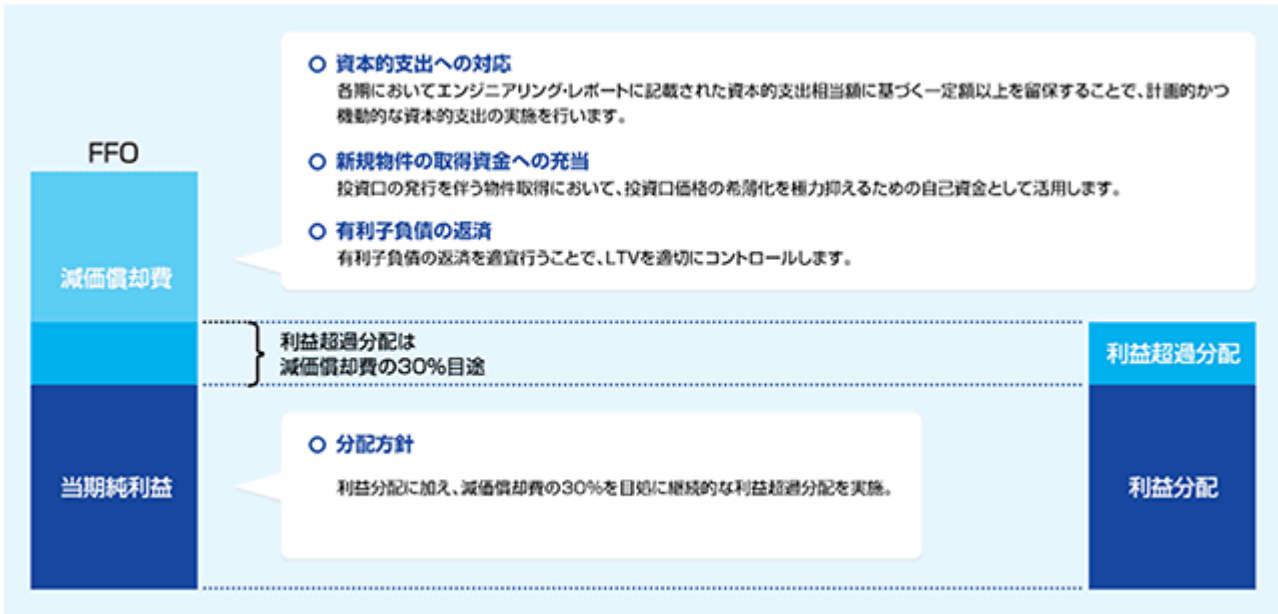 資本的支出への対応
各期においてエンジニアリング・レポートに記載された資本的支出相当額に基づく一定額以上を留保することで、計画的かつ
機動的な資本的支出の実施を行います。
FFO
新規物件の取得資金への充当
投資口の発行を伴う物件取得において、投資口価格の希薄化を極力抑えるための自己資金として活用します。
有利子負債の返済
有利子負債の返済を適宜行うことで、LTVを適切にコントロールします。
減価償却費
利益超過分配は
減価償却費の30%目途
利益超過分配
分配方針
利益分配に加え、減価償却費の30%を目処に継続的な利益超過分配を実施。
当期純利益
利益分配